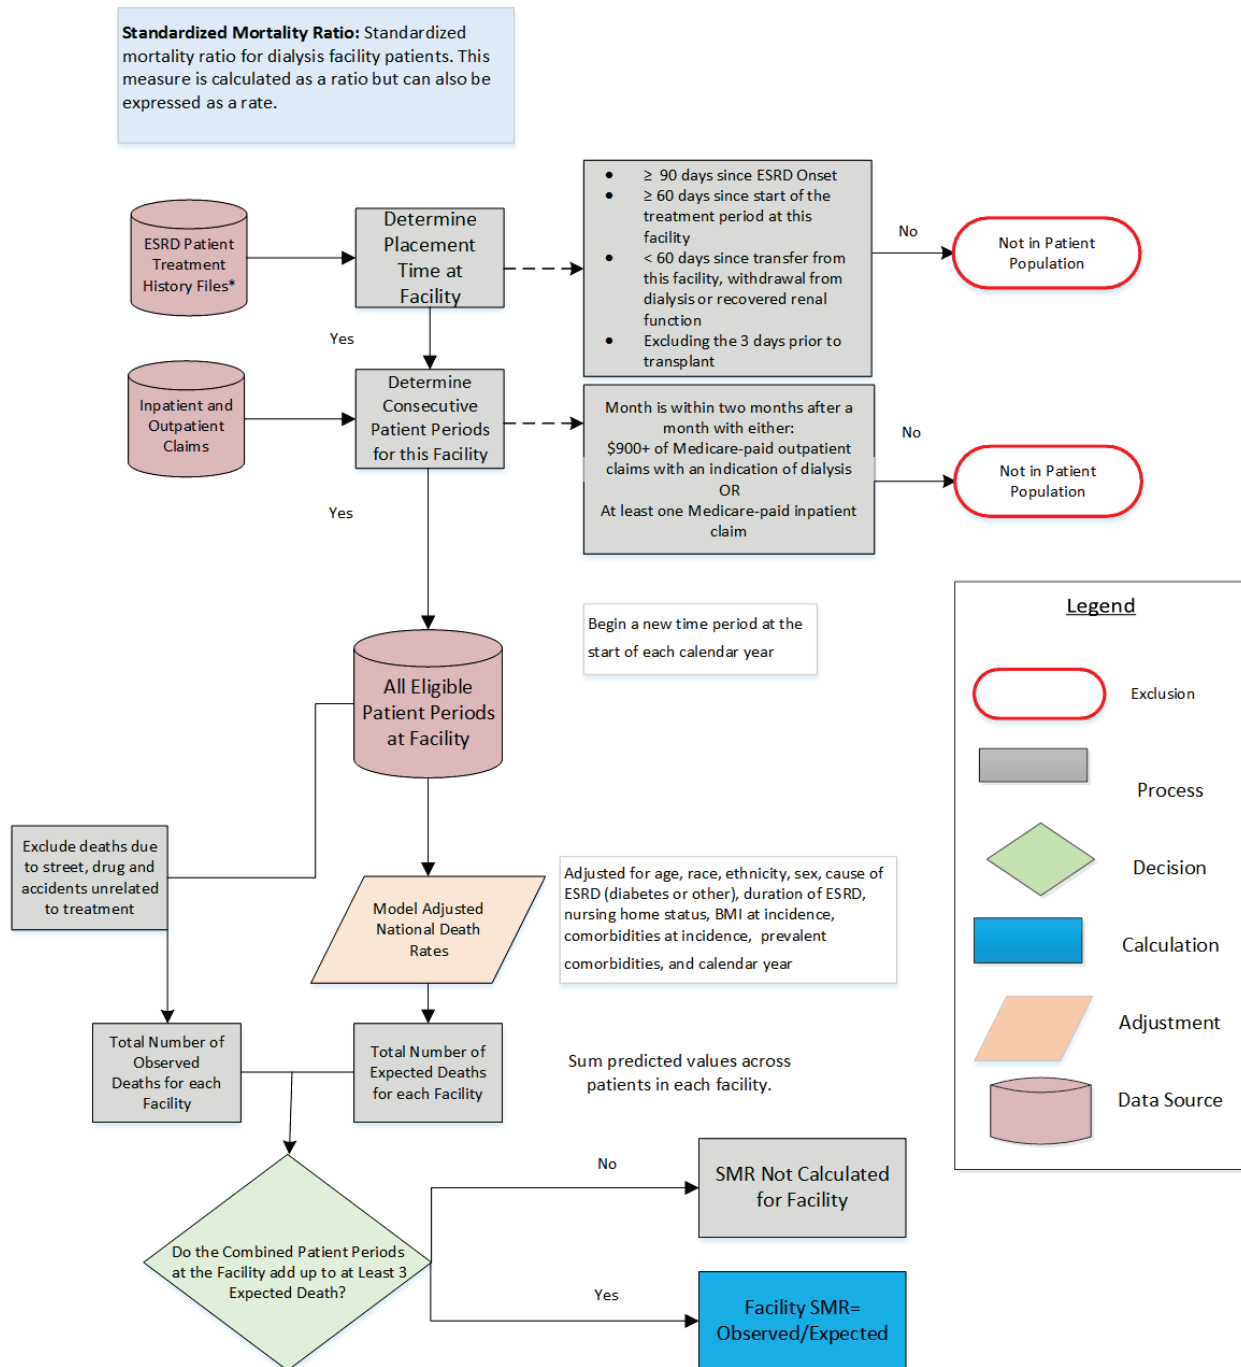 Standardized Mortality Ratio: Standardized
mortality ratio for dialysis facility patients. This
measure is calculated as a ratio but can also be
expressed as a rate.
ESRD Patient
Treatment
History Files*
Determine
Placement
Time at
Facility
● ≥ 90 days since ESRD Onset
● ≥ 60 days since start of the
treatment period at this
facility
● < 60 days since transfer from
this facility, withdrawal from
dialysis or recovered renal
function
● Excluding the 3 days prior to
transplant
No
Not in Patient
Population
Yes
Inpatient and
Outpatient
Claims
Determine
Consecutive
Patient Periods
for this Facility
Month is within two months after a
month with either:
$900+ of Medicare-paid outpatient
claims with an indication of dialysis
OR
At least one Medicare-paid inpatient
claim
No
Not in Patient
Population
Yes
Begin a new time period at the
start of each calendar year
All Eligible
Patient Periods
at Facility
Exclude deaths due
to street, drug and
accidents unrelated
to treatment
Model Adjusted
National Death
Rates
Adjusted for age, race, ethnicity, sex, cause of
ESRD (diabetes or other), duration of ESRD,
nursing home status, BMI at incidence,
comorbidities at incidence, prevalent
comorbidities, and calendar year
Total Number of
Observed
Deaths for each
Facility
Total Number of
Expected Deaths
for each Facility
Sum predicted values across
patients in each facility.
Do the Combined Patient Periods
at the Facility add up to at Least 3
Expected Death?
No
SMR Not Calculated
for Facility
Yes
Facility SMR=
Observed/Expected
Legend
Exclusion
Process
Decision
Calculation
Adjustment
Data Source